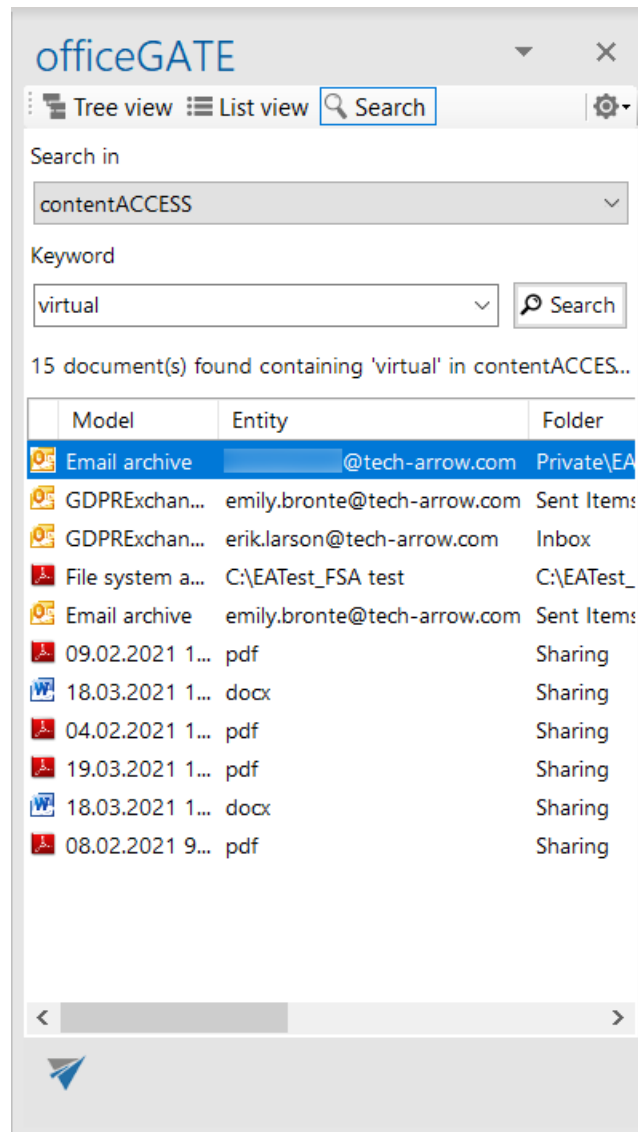 officeGATE
Tree view List view Search
Search in
contentACCESS
Keyword
virtual Search
15 document(s) found containing 'virtual' in contentACCES...
Model Entity Folder
Email archive @tech-arrow.com Private\EA
GDPRExchan... emily.bronte@tech-arrow.com Sent Items
GDPRExchan... erik.larson@tech-arrow.com Inbox
File system a... C:\EATest_FSA test C:\EATest_
Email archive emily.bronte@tech-arrow.com Sent Items
09.02.2021 1... pdf Sharing
18.03.2021 1... docx Sharing
04.02.2021 1... pdf Sharing
19.03.2021 1... pdf Sharing
18.03.2021 1... docx Sharing
08.02.2021 9... pdf Sharing